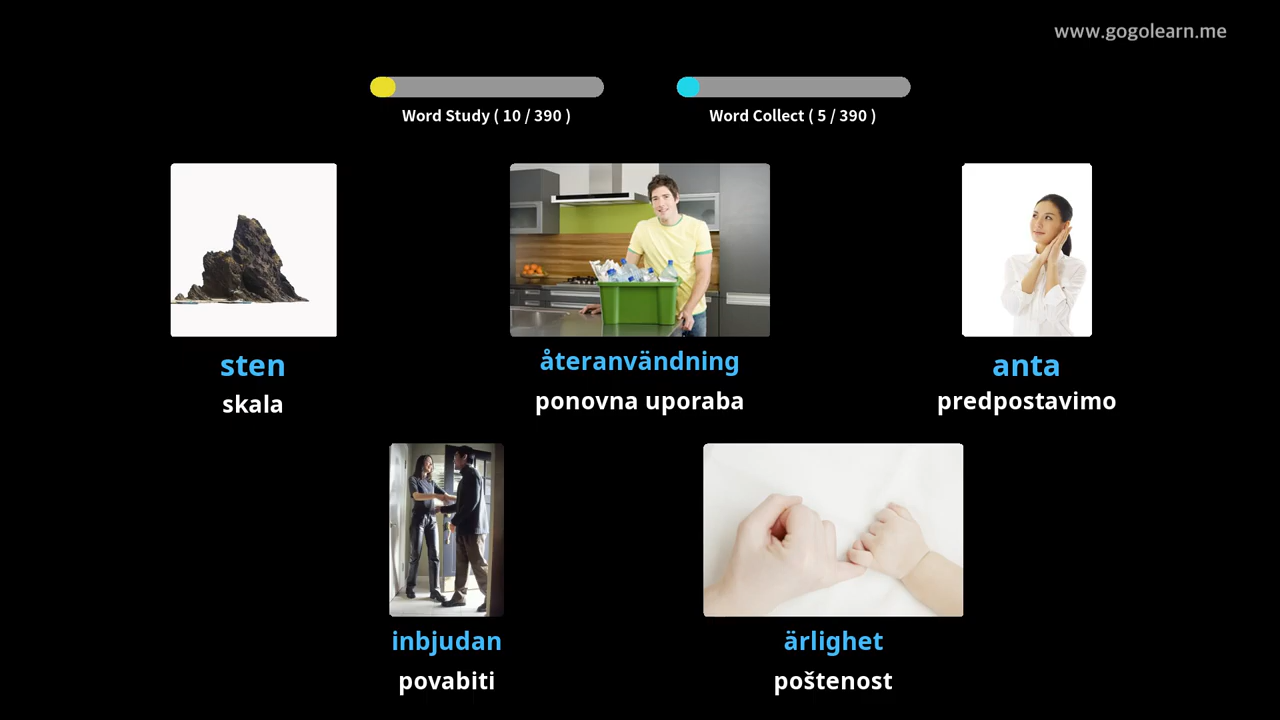 www.gogolearn.me
Word Study ( 10 / 390 )
Word Collect ( 5 / 390 )
sten
skala
återanvändning
ponovna uporaba
anta
predpostavimo
inbjudan
povabiti
ärlighet
poštenost